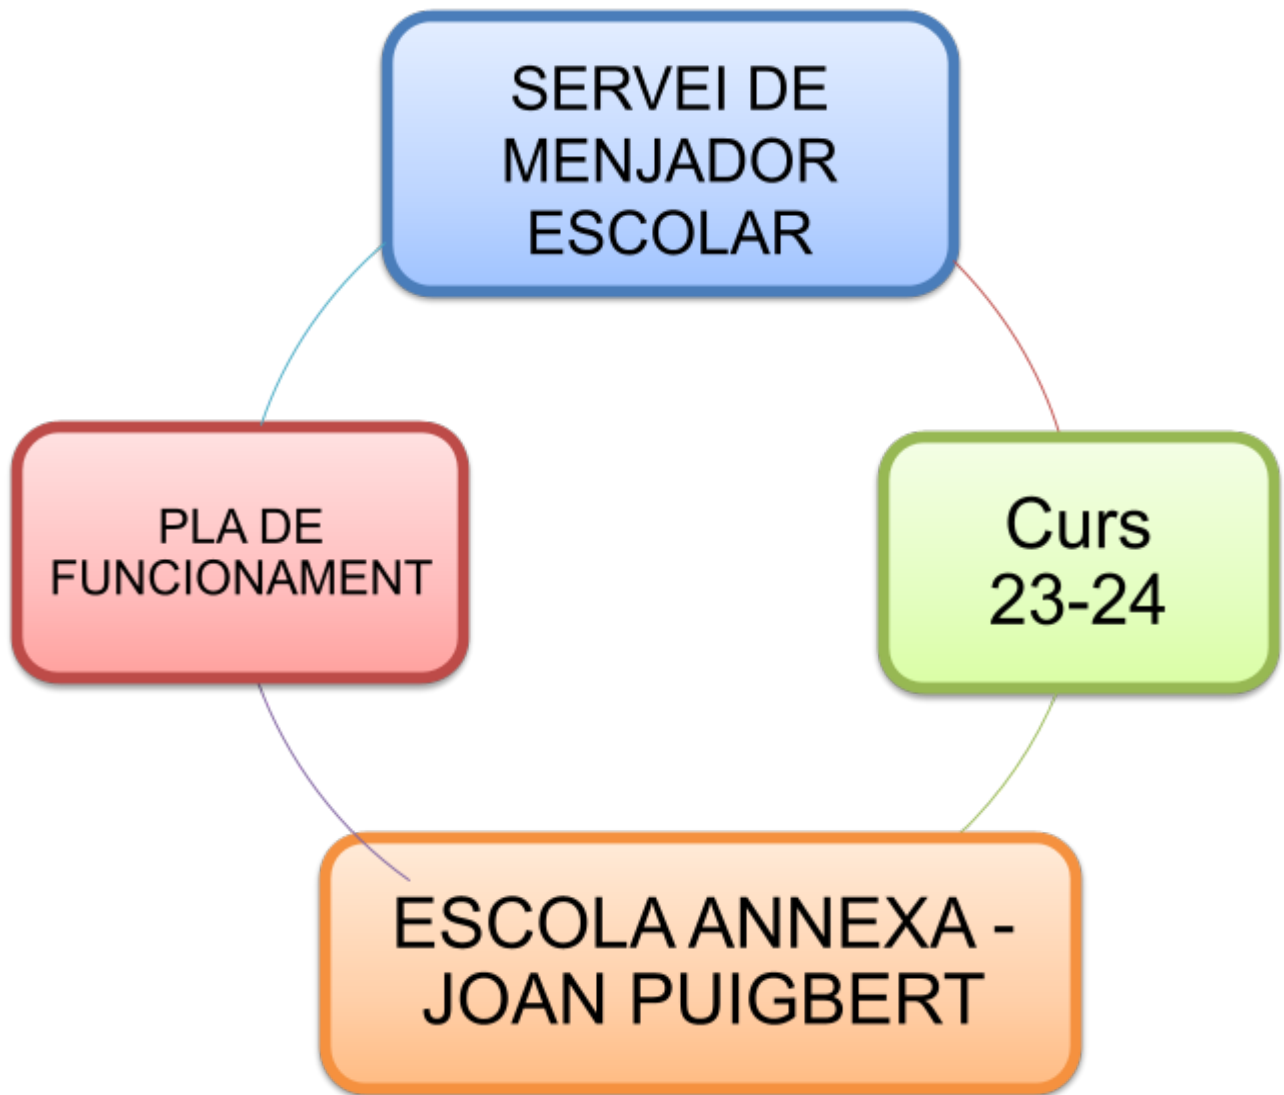 SERVEI DE
MENJADOR
ESCOLAR
PLA DE
FUNCIONAMENT
Curs
23-24
ESCOLA ANNEXA -
JOAN PUIGBERT